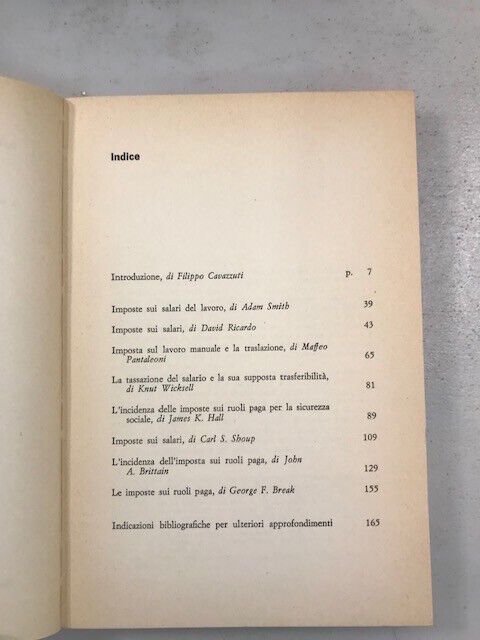 Indice
Introduzione, di Filippo Cavazzuti p. 7
Imposte sui salari del lavoro, di Adam Smith 39
Imposte sui salari, di David Ricardo 43
Imposta sul lavoro manuale e la traslazione, di Maffeo
Pantaleoni 65
La tassazione del salario e la sua supposta trasferibilità,
di Knut Wicksell 81
L'incidenza delle imposte sui ruoli paga per la sicurezza
sociale, di James K. Hall 89
Imposte sui salari, di Carl S. Shoup 109
L'incidenza dell'imposta sui ruoli paga, di John
A. Brittain 129
Le imposte sui ruoli paga, di George F. Break 155
Indicazioni bibliografiche per ulteriori approfondimenti 165